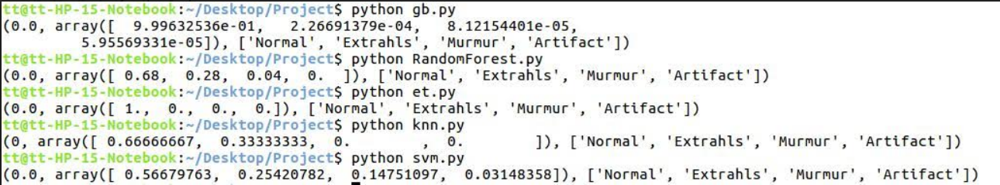 tt@tt-HP-15-Notebook:~/Desktop/Project$ python gb.py
(0.0, array([  9.99632536e-01,   2.26691379e-04,   8.12154401e-05,
         5.95569331e-05]), ['Normal', 'Extrahls', 'Murmur', 'Artifact'])
tt@tt-HP-15-Notebook:~/Desktop/Project$ python RandomForest.py
(0.0, array([ 0.68,  0.28,  0.04,  0.  ]), ['Normal', 'Extrahls', 'Murmur', 'Artifact'])
tt@tt-HP-15-Notebook:~/Desktop/Project$ python et.py
(0.0, array([ 1.,  0.,  0.,  0.]), ['Normal', 'Extrahls', 'Murmur', 'Artifact'])
tt@tt-HP-15-Notebook:~/Desktop/Project$ python knn.py
(0, array([ 0.66666667,  0.33333333,  0.        ,  0.        ]), ['Normal', 'Extrahls', 'Murmur', 'Artifact'])
tt@tt-HP-15-Notebook:~/Desktop/Project$ python svm.py
(0.0, array([ 0.56679763,  0.25420782,  0.14751097,  0.03148358]), ['Normal', 'Extrahls', 'Murmur', 'Artifact'])